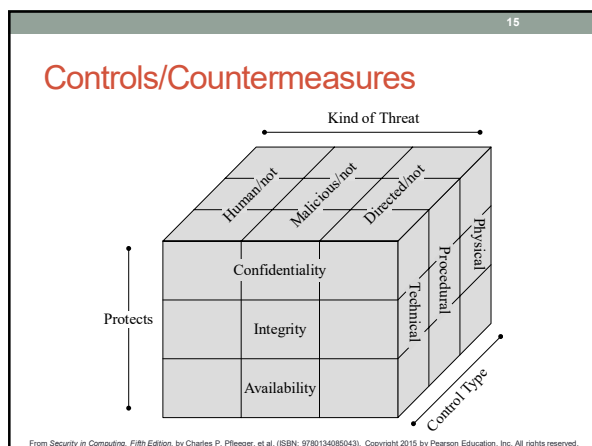 15
Controls/Countermeasures
Kind of Threat
Human/not
Malicious/not
Directed/not
Confidentiality
Integrity
Availability
Protects
Technical
Procedural
Physical
Control Type
From Security in Computing, Fifth Edition, by Charles P. Pfleeger, et al. (ISBN: 9780134085043). Copyright 2015 by Pearson Education, Inc. All rights reserved.